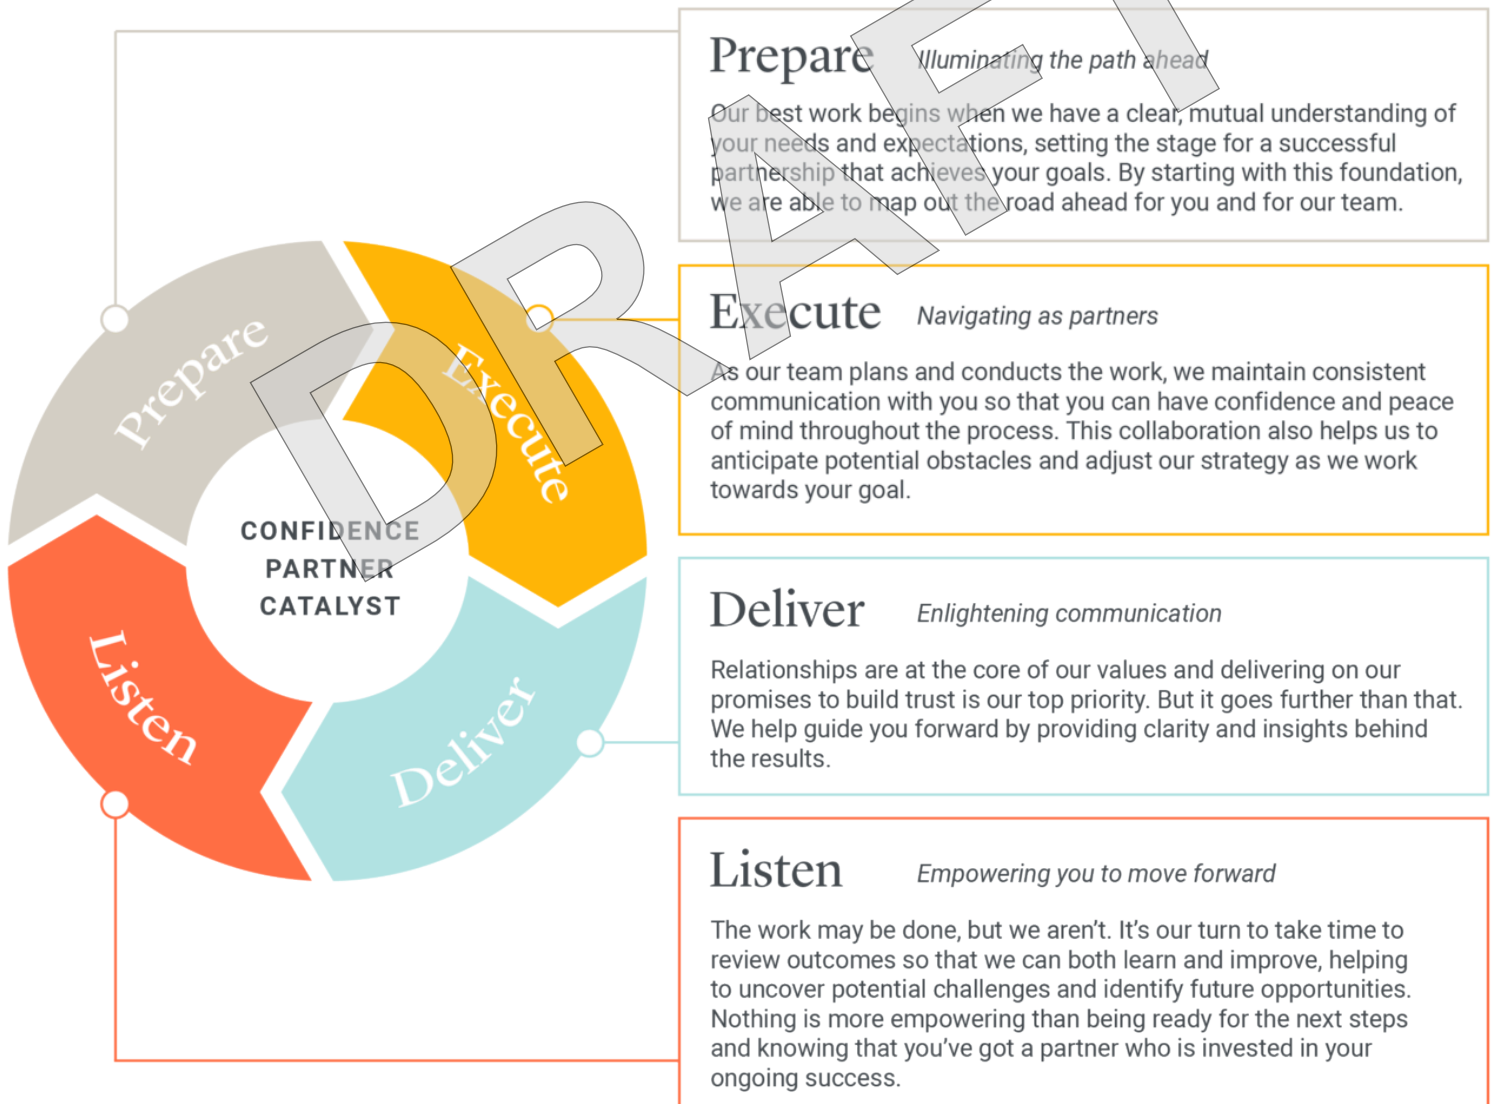 Prepare Illuminating the path ahead
Our best work begins when we have a clear, mutual understanding of
your needs and expectations, setting the stage for a successful
partnership that achieves your goals. By starting with this foundation,
we are able to map out the road ahead for you and for our team.
Execute Navigating as partners
As our team plans and conducts the work, we maintain consistent
communication with you so that you can have confidence and peace
of mind throughout the process. This collaboration also helps us to
anticipate potential obstacles and adjust our strategy as we work
towards your goal.
Deliver Enlightening communication
Relationships are at the core of our values and delivering on our
promises to build trust is our top priority. But it goes further than that.
We help guide you forward by providing clarity and insights behind
the results.
Listen Empowering you to move forward
The work may be done, but we aren’t. It’s our turn to take time to
review outcomes so that we can both learn and improve, helping
to uncover potential challenges and identify future opportunities.
Nothing is more empowering than being ready for the next steps
and knowing that you’ve got a partner who is invested in your
ongoing success.
Prepare
Execute
Deliver
Listen
CONFIDENCE
PARTNER
CATALYST
DRAFT